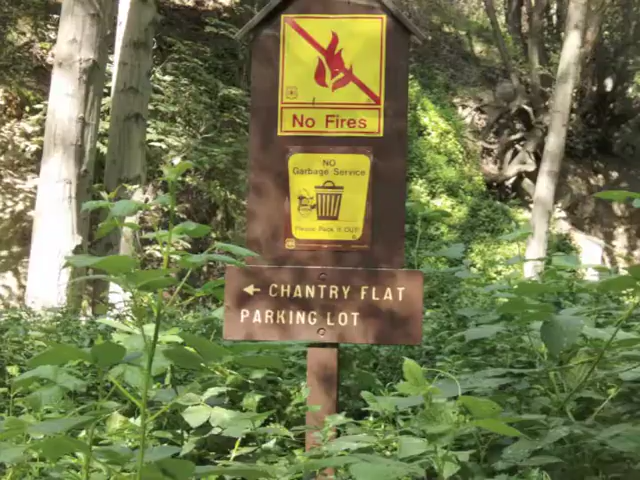 No Fires
NO
Garbage Service
Please Pack it OUT!
← CHANTRY FLAT
PARKING LOT